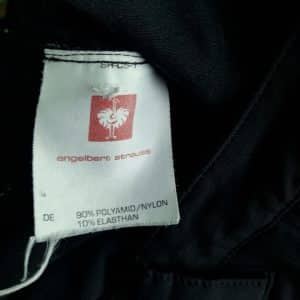 engelbert strauss
DE 90% POLYAMID/NYLON
10% ELASTHAN